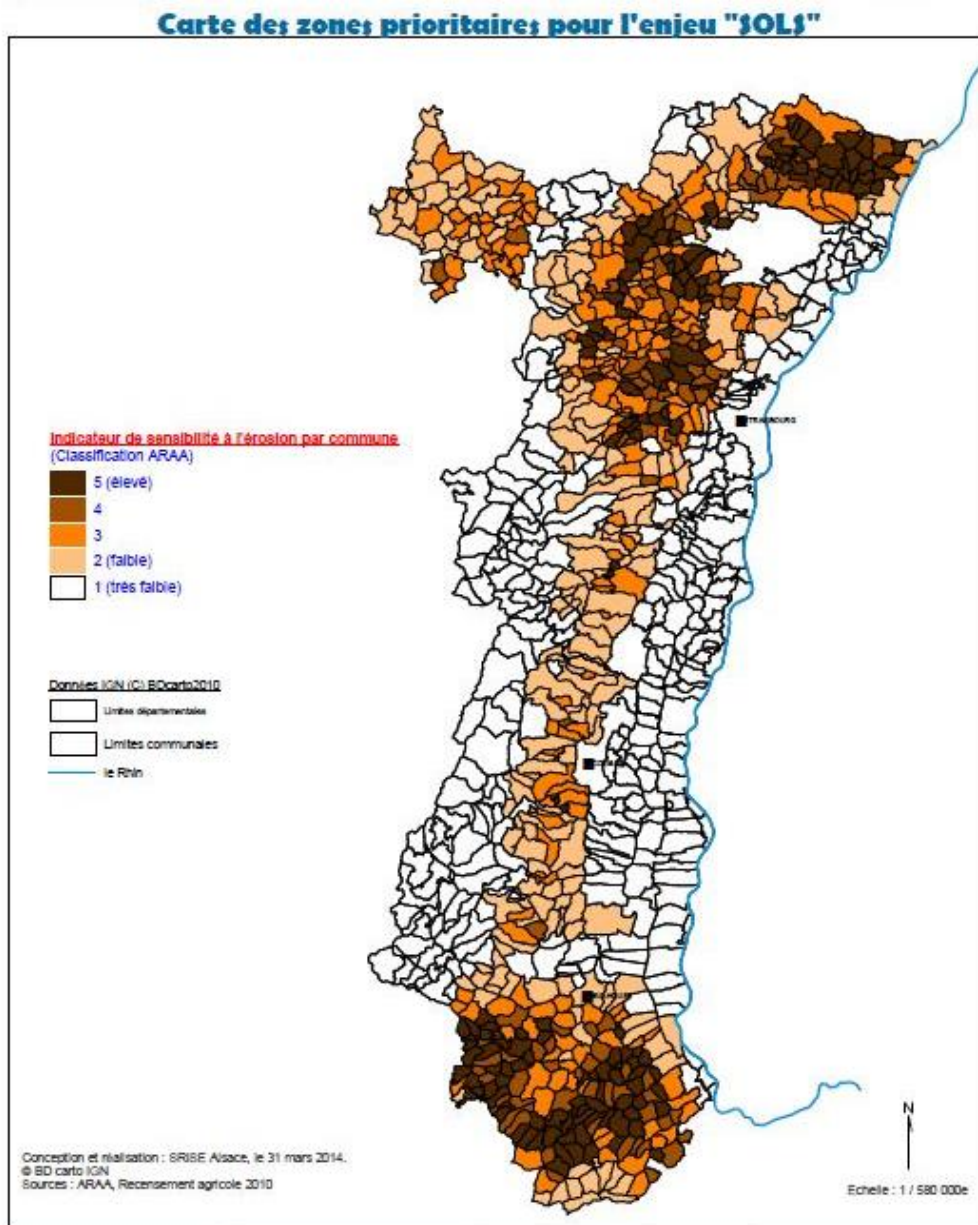 Carte des zones prioritaires pour l'enjeu "SOLS"
Indicateur de sensibilité à l'érosion par commune
(Classification ARAA)
5 (élevé)
4
3
2 (faible)
1 (très faible)
Données IGN (C) BDcarto2010
Limites départementales
Limites communales
le Rhin
N
Conception et réalisation : SRISE Alsace, le 31 mars 2014.
© BD carto IGN
Sources : ARAA, Recensement agricole 2010
Echelle : 1 / 580 000e